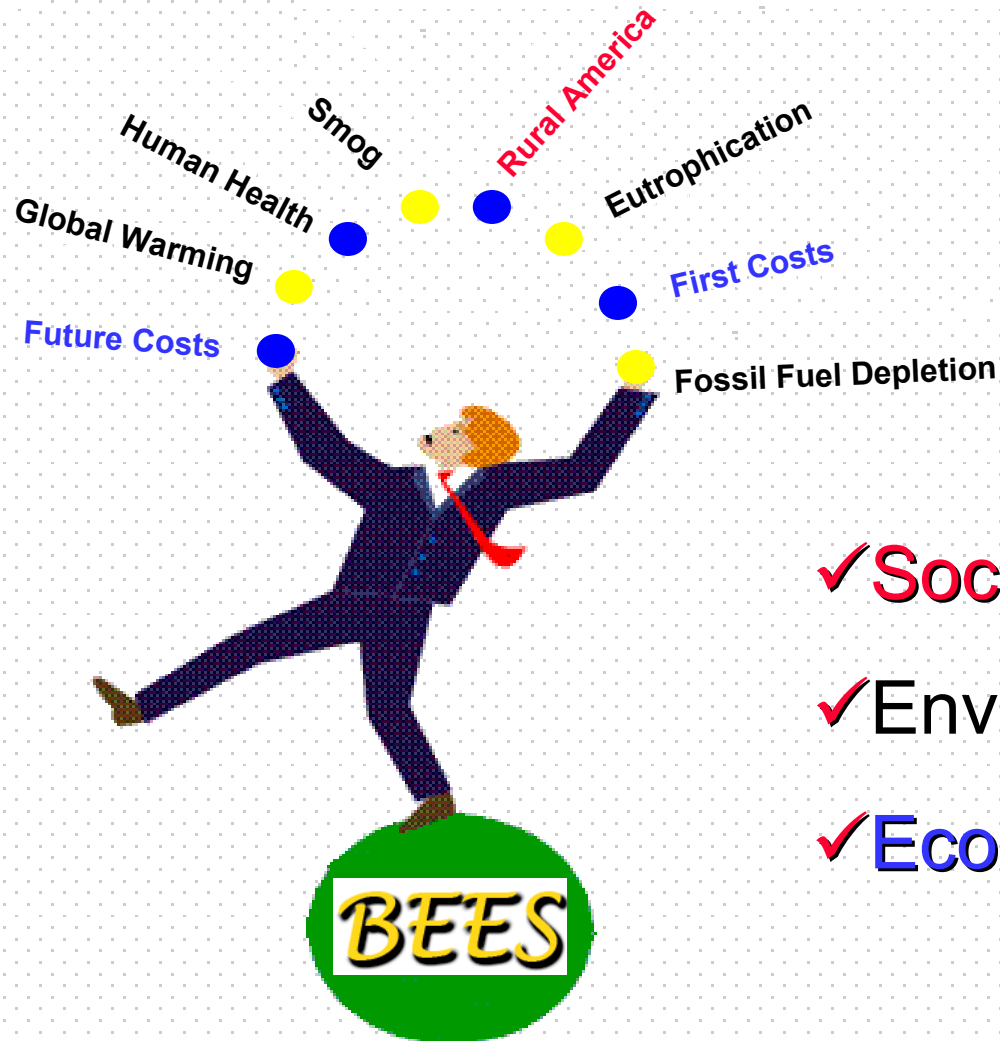 Rural America
Smog
Eutrophication
Human Health
Global Warming
First Costs
Future Costs
Fossil Fuel Depletion
✓Soc
✓Env
✓Eco
BEES